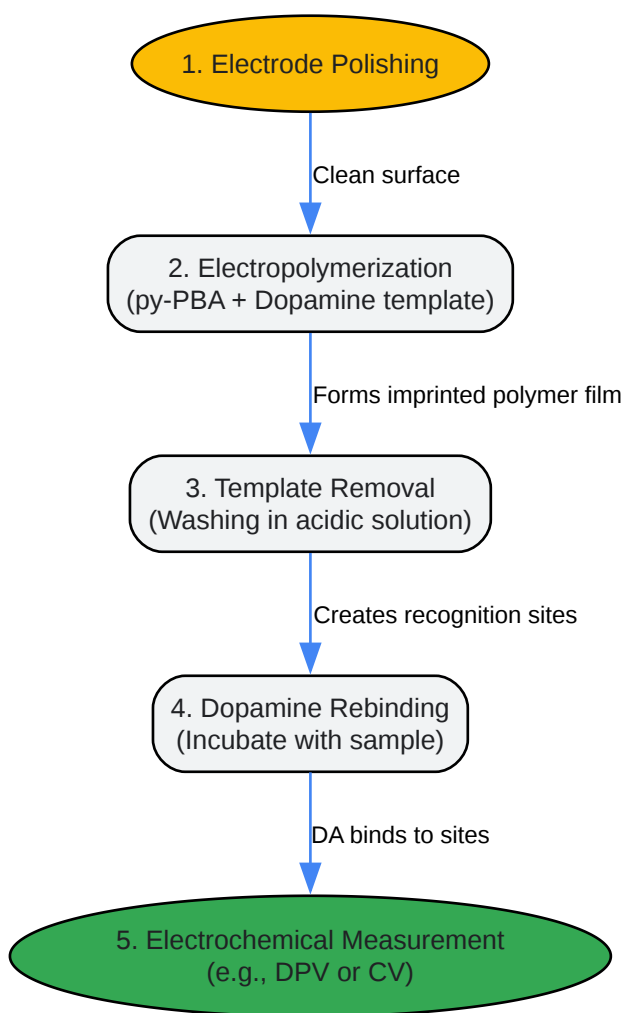 1. Electrode Polishing
Clean surface
2. Electropolymerization
(py-PBA + Dopamine template)
Forms imprinted polymer film
3. Template Removal
(Washing in acidic solution)
Creates recognition sites
4. Dopamine Rebinding
(Incubate with sample)
DA binds to sites
5. Electrochemical Measurement
(e.g., DPV or CV)